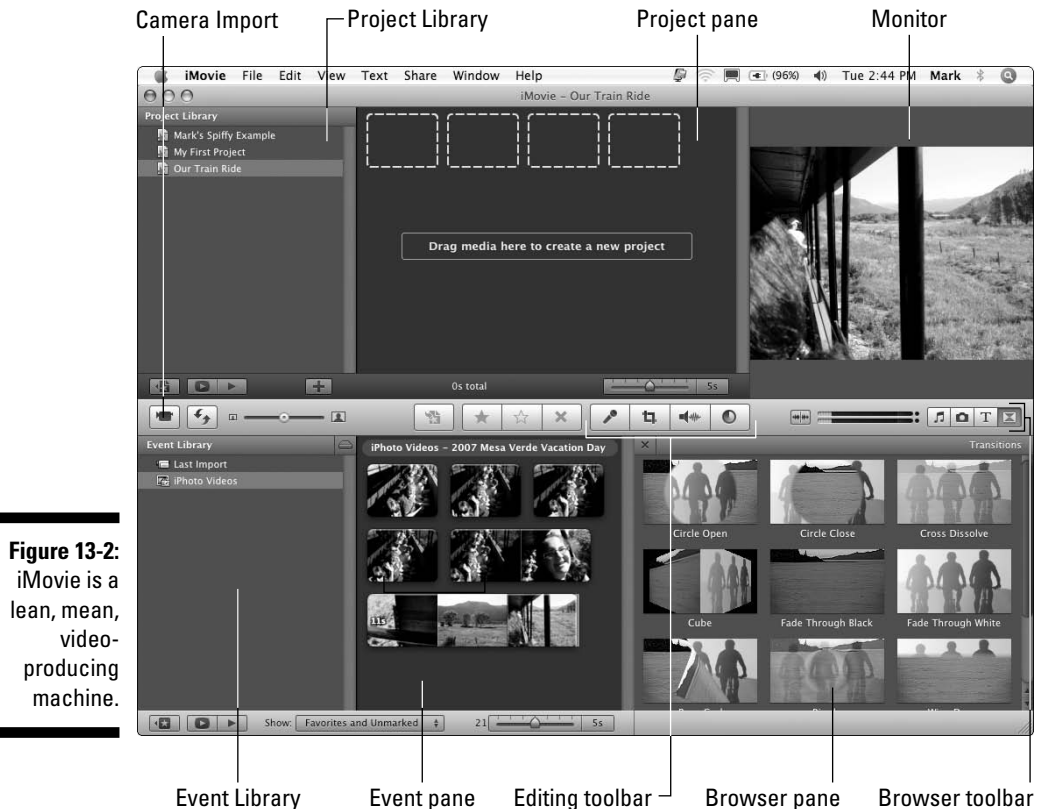 Camera Import
Project Library
Project pane
Monitor
iMovie File Edit View Text Share Window Help (96%) Tue 2:44 PM Mark
iMovie – Our Train Ride
Project Library
Mark's Spiffy Example
My First Project
Our Train Ride
Drag media here to create a new project
0s total
5s
T
Event Library
Last Import
iPhoto Videos
iPhoto Videos – 2007 Mesa Verde Vacation Day
11s
Transitions
Circle Open
Circle Close
Cross Dissolve
Cube
Fade Through Black
Fade Through White
Show: Favorites and Unmarked
21
5s
Figure 13-2:
iMovie is a
lean, mean,
video-
producing
machine.
Event Library
Event pane
Editing toolbar
Browser pane
Browser toolbar